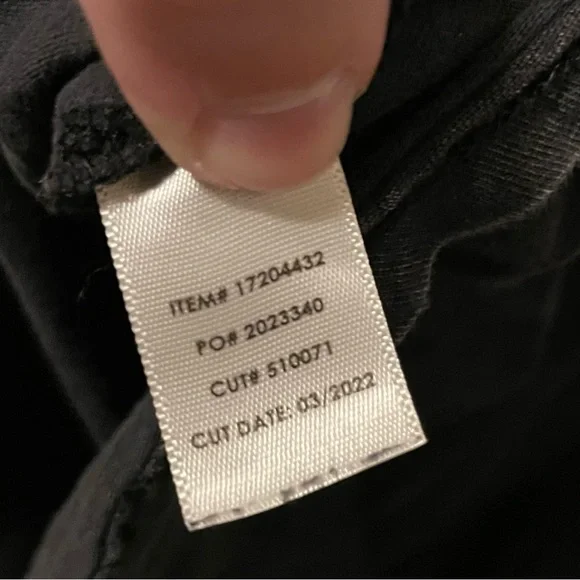 ITEM# 17204432
PO# 2023340
CUT# 510071
CUT DATE: 03/2022